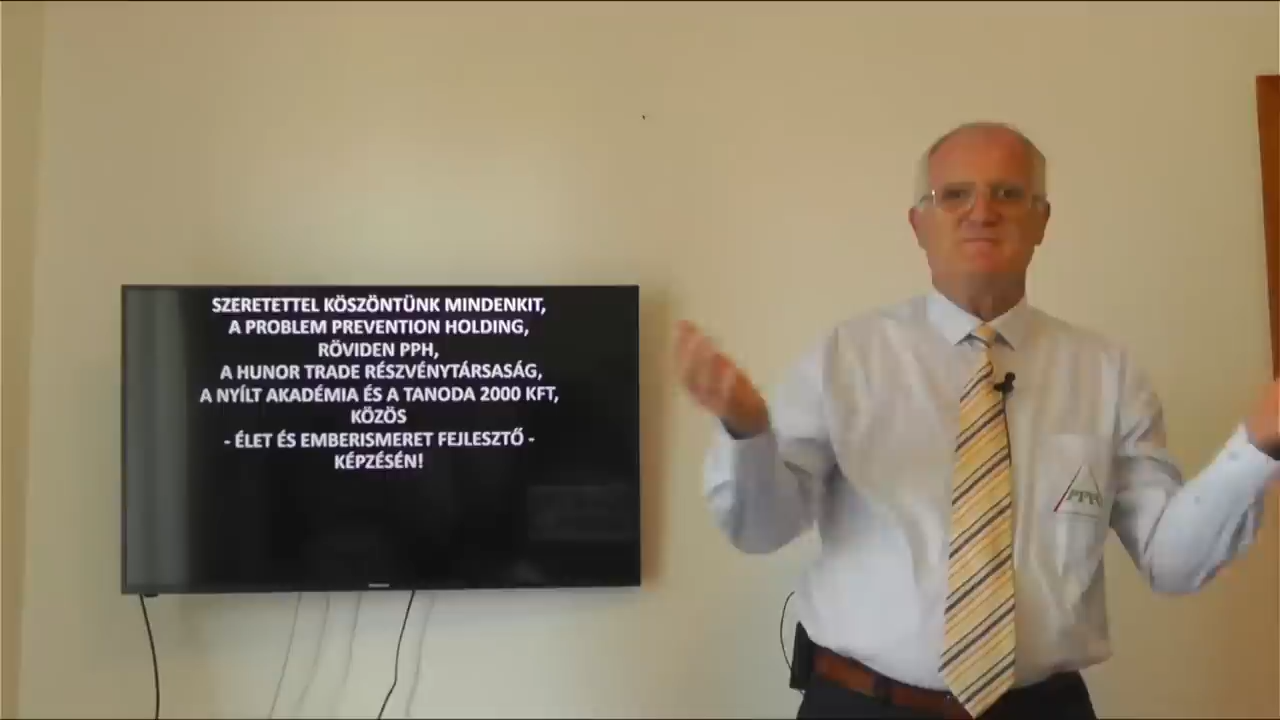 SZERETETTEL KÖSZÖNTÜNK MINDENKIT,
A PROBLEM PREVENTION HOLDING,
RÖVIDEN PPH,
A HUNOR TRADE RÉSZVÉNYTÁRSASÁG,
A NYÍLT AKADÉMIA ÉS A TANODA 2000 KFT,
KÖZÖS
- ÉLET ÉS EMBERISMERET FEJLESZTŐ -
KÉPZÉSÉN!
PPH